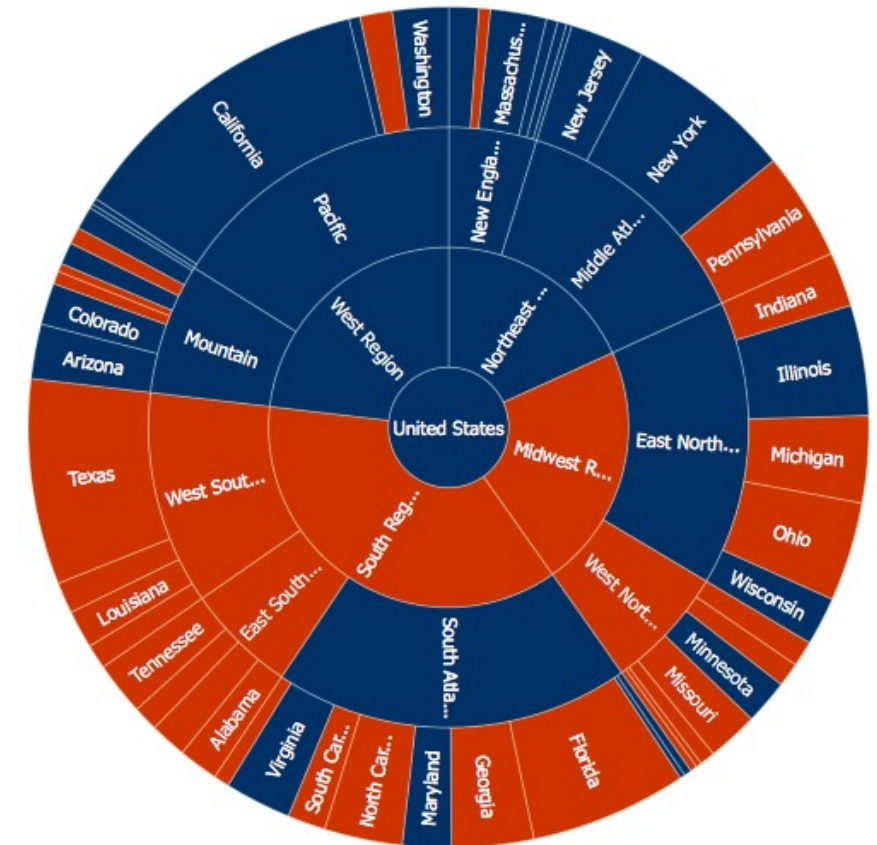 United States
Northeast ...
Midwest R...
South Reg...
West Region
New Engla...
Middle Atl...
East North...
West Nort...
South Atla...
East South...
West Sout...
Mountain
Pacific
Massachus...
New Jersey
New York
Pennsylvania
Indiana
Illinois
Michigan
Ohio
Wisconsin
Minnesota
Missouri
Florida
Georgia
Maryland
North Car...
South Car...
Virginia
Alabama
Tennessee
Louisiana
Texas
Arizona
Colorado
California
Washington